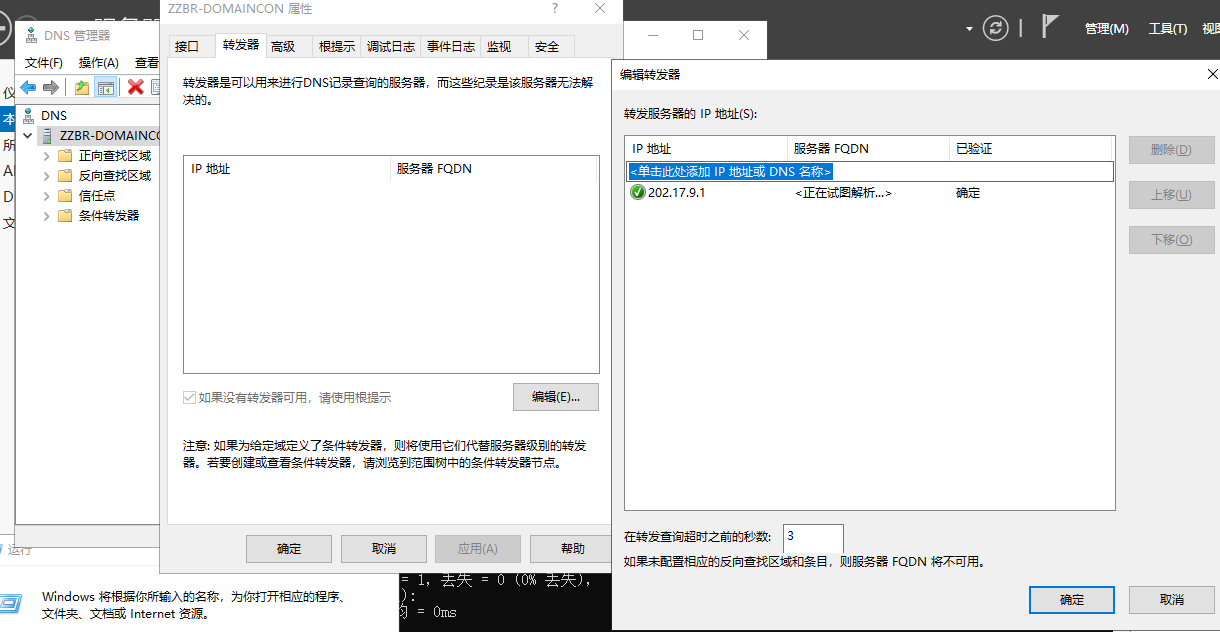 ZZBR-DOMAINCON 属性
DNS 管理器
文件(F) 操作(A) 查看
DNS
ZZBR-DOMAINCO
正向查找区域
反向查找区域
信任点
条件转发器
接口 转发器 高级 根提示 调试日志 事件日志 监视 安全
转发器是可以用来进行DNS记录查询的服务器，而这些纪录是该服务器无法解
决的。
IP 地址 服务器 FQDN
如果没有转发器可用，请使用根提示
编辑(E)...
注意: 如果为给定域定义了条件转发器，则将使用它们代替服务器级别的转发
器。若要创建或查看条件转发器，请浏览到范围树中的条件转发器节点。
确定 取消 应用(A) 帮助
管理(M) 工具(T) 视图
编辑转发器
转发服务器的 IP 地址(S):
IP 地址 服务器 FQDN 已验证
<单击此处添加 IP 地址或 DNS 名称>
202.17.9.1 <正在试图解析...> 确定
删除(D)
上移(U)
下移(O)
在转发查询超时之前的秒数: 3
如果未配置相应的反向查找区域和条目，则服务器 FQDN 将不可用。
确定 取消
运行
Windows 将根据你所输入的名称，为你打开相应的程序、
文件夹、文档或 Internet 资源。
= 1，丢失 = 0 (0% 丢失)，
):
= 0ms